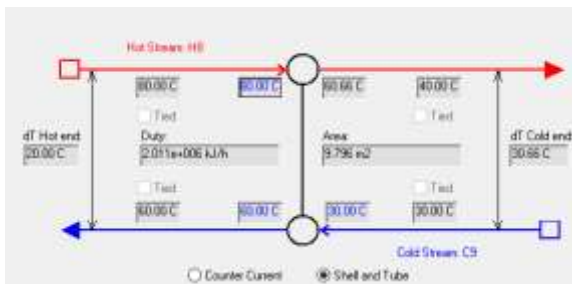 Hot Stream: H8
80.00 C 80.00 C 60.66 C 40.00 C
Tied Tied
dT Hot end: Duty: Area: dT Cold end:
20.00 C 2.011e+006 kJ/h 9.796 m2 30.66 C
Tied Tied
60.00 C 60.00 C 30.00 C 30.00 C
Cold Stream: C9
Counter Current Shell and Tube